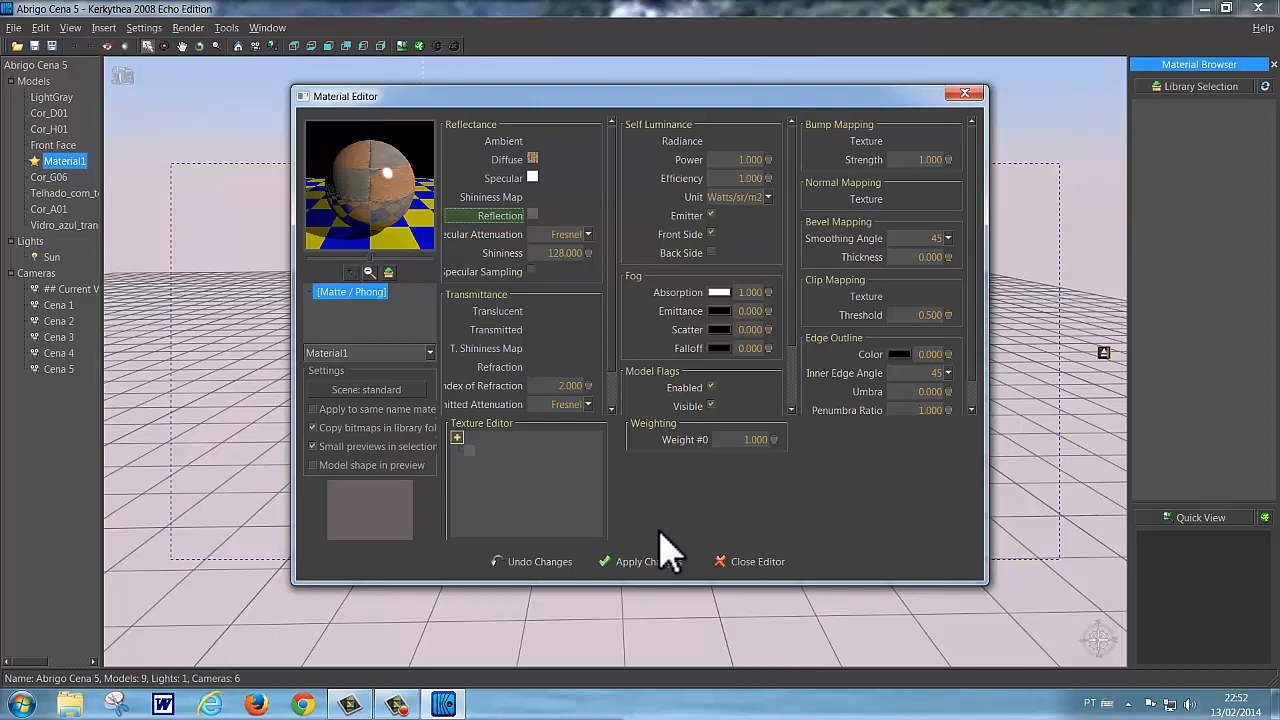 Abrigo Cena 5 - Kerkythea 2008 Echo Edition
File Edit View Insert Settings Render Tools Window Help
Abrigo Cena 5
Models
LightGray
Cor_D01
Cor_H01
Front Face
Material1
Cor_G06
Telhado_com_t
Cor_A01
Vidro_azul_tran
Lights
Sun
Cameras
## Current V
Cena 1
Cena 2
Cena 3
Cena 4
Cena 5
Material Editor
[Matte / Phong]
Material1
Settings
Scene: standard
Apply to same name mate
Copy bitmaps in library fol
Small previews in selection
Model shape in preview
Reflectance
Ambient
Diffuse
Specular
Shininess Map
Reflection
ecular Attenuation Fresnel
Shininess 128.000
pecular Sampling
Transmittance
Translucent
Transmitted
T. Shininess Map
Refraction
ndex of Refraction 2.000
itted Attenuation Fresnel
Texture Editor
Self Luminance
Radiance
Power 1.000
Efficiency 1.000
Unit Watts/sr/m2
Emitter
Front Side
Back Side
Fog
Absorption 1.000
Emittance 0.000
Scatter 0.000
Falloff 0.000
Model Flags
Enabled
Visible
Weighting
Weight #0 1.000
Bump Mapping
Texture
Strength 1.000
Normal Mapping
Texture
Bevel Mapping
Smoothing Angle 45
Thickness 0.000
Clip Mapping
Texture
Threshold 0.500
Edge Outline
Color 0.000
Inner Edge Angle 45
Umbra 0.000
Penumbra Ratio 1.000
Undo Changes Apply Ch Close Editor
Material Browser
Library Selection
Quick View
Name: Abrigo Cena 5, Models: 9, Lights: 1, Cameras: 6
PT
22:52
13/02/2014